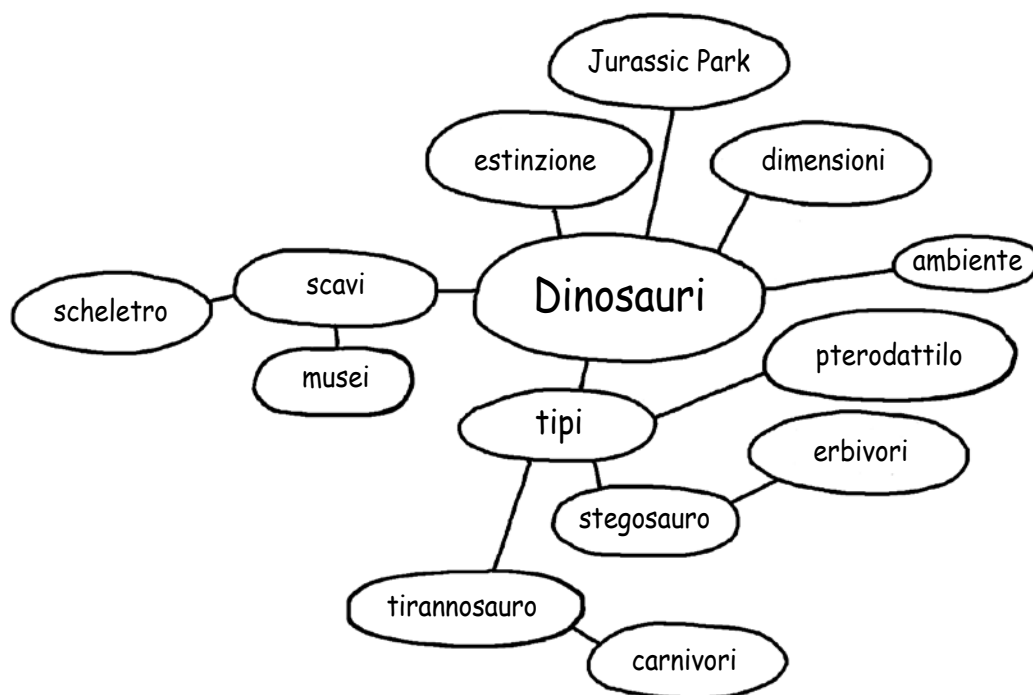 Jurassic Park
estinzione
dimensioni
ambiente
Dinosauri
scavi
scheletro
pterodattilo
musei
tipi
erbivori
stegosauro
tirannosauro
carnivori